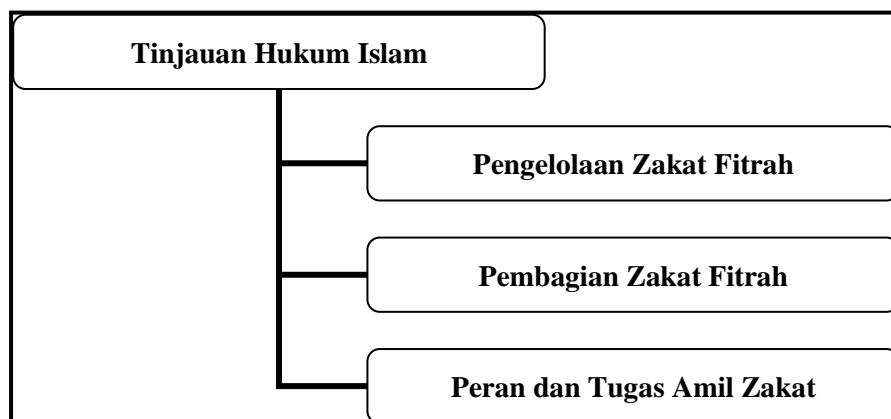 Tinjauan Hukum Islam
Pengelolaan Zakat Fitrah
Pembagian Zakat Fitrah
Peran dan Tugas Amil Zakat